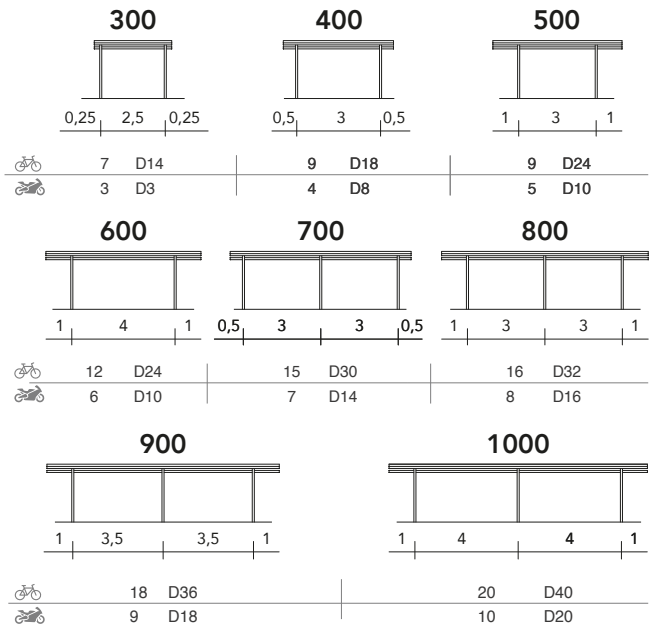 300 400 500
0,25 2,5 0,25 0,5 3 0,5 1 3 1
7 D14 9 D18 9 D24
3 D3 4 D8 5 D10
600 700 800
1 4 1 0,5 3 3 0,5 1 3 3 1
12 D24 15 D30 16 D32
6 D10 7 D14 8 D16
900 1000
1 3,5 3,5 1 1 4 4 1
18 D36 20 D40
9 D18 10 D20